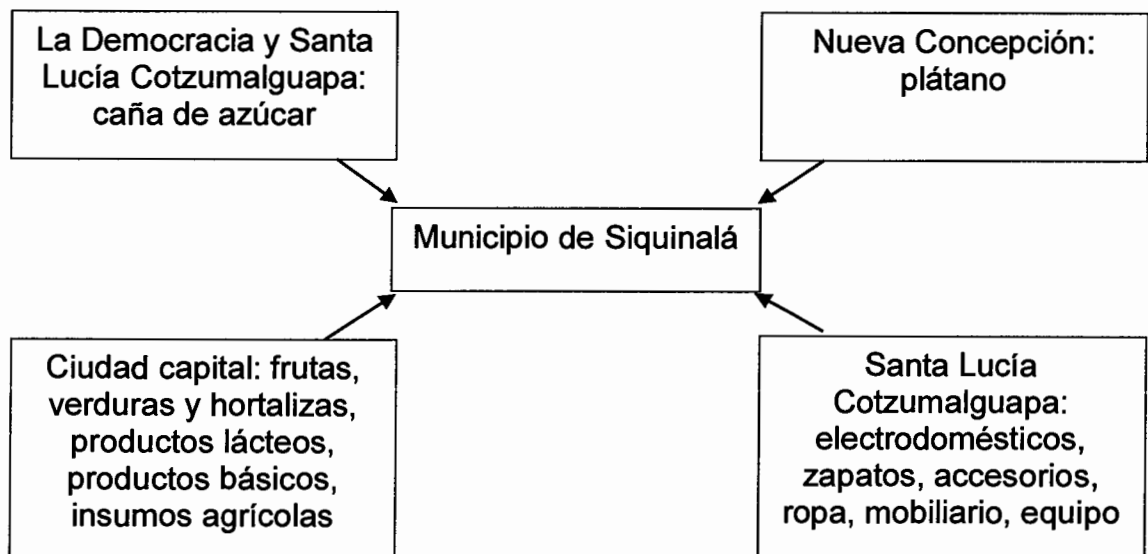 La Democracia y Santa
Lucía Cotzumalguapa:
caña de azúcar
Nueva Concepción:
plátano
Municipio de Siquinalá
Ciudad capital: frutas,
verduras y hortalizas,
productos lácteos,
productos básicos,
insumos agrícolas
Santa Lucía
Cotzumalguapa:
electrodomésticos,
zapatos, accesorios,
ropa, mobiliario, equipo